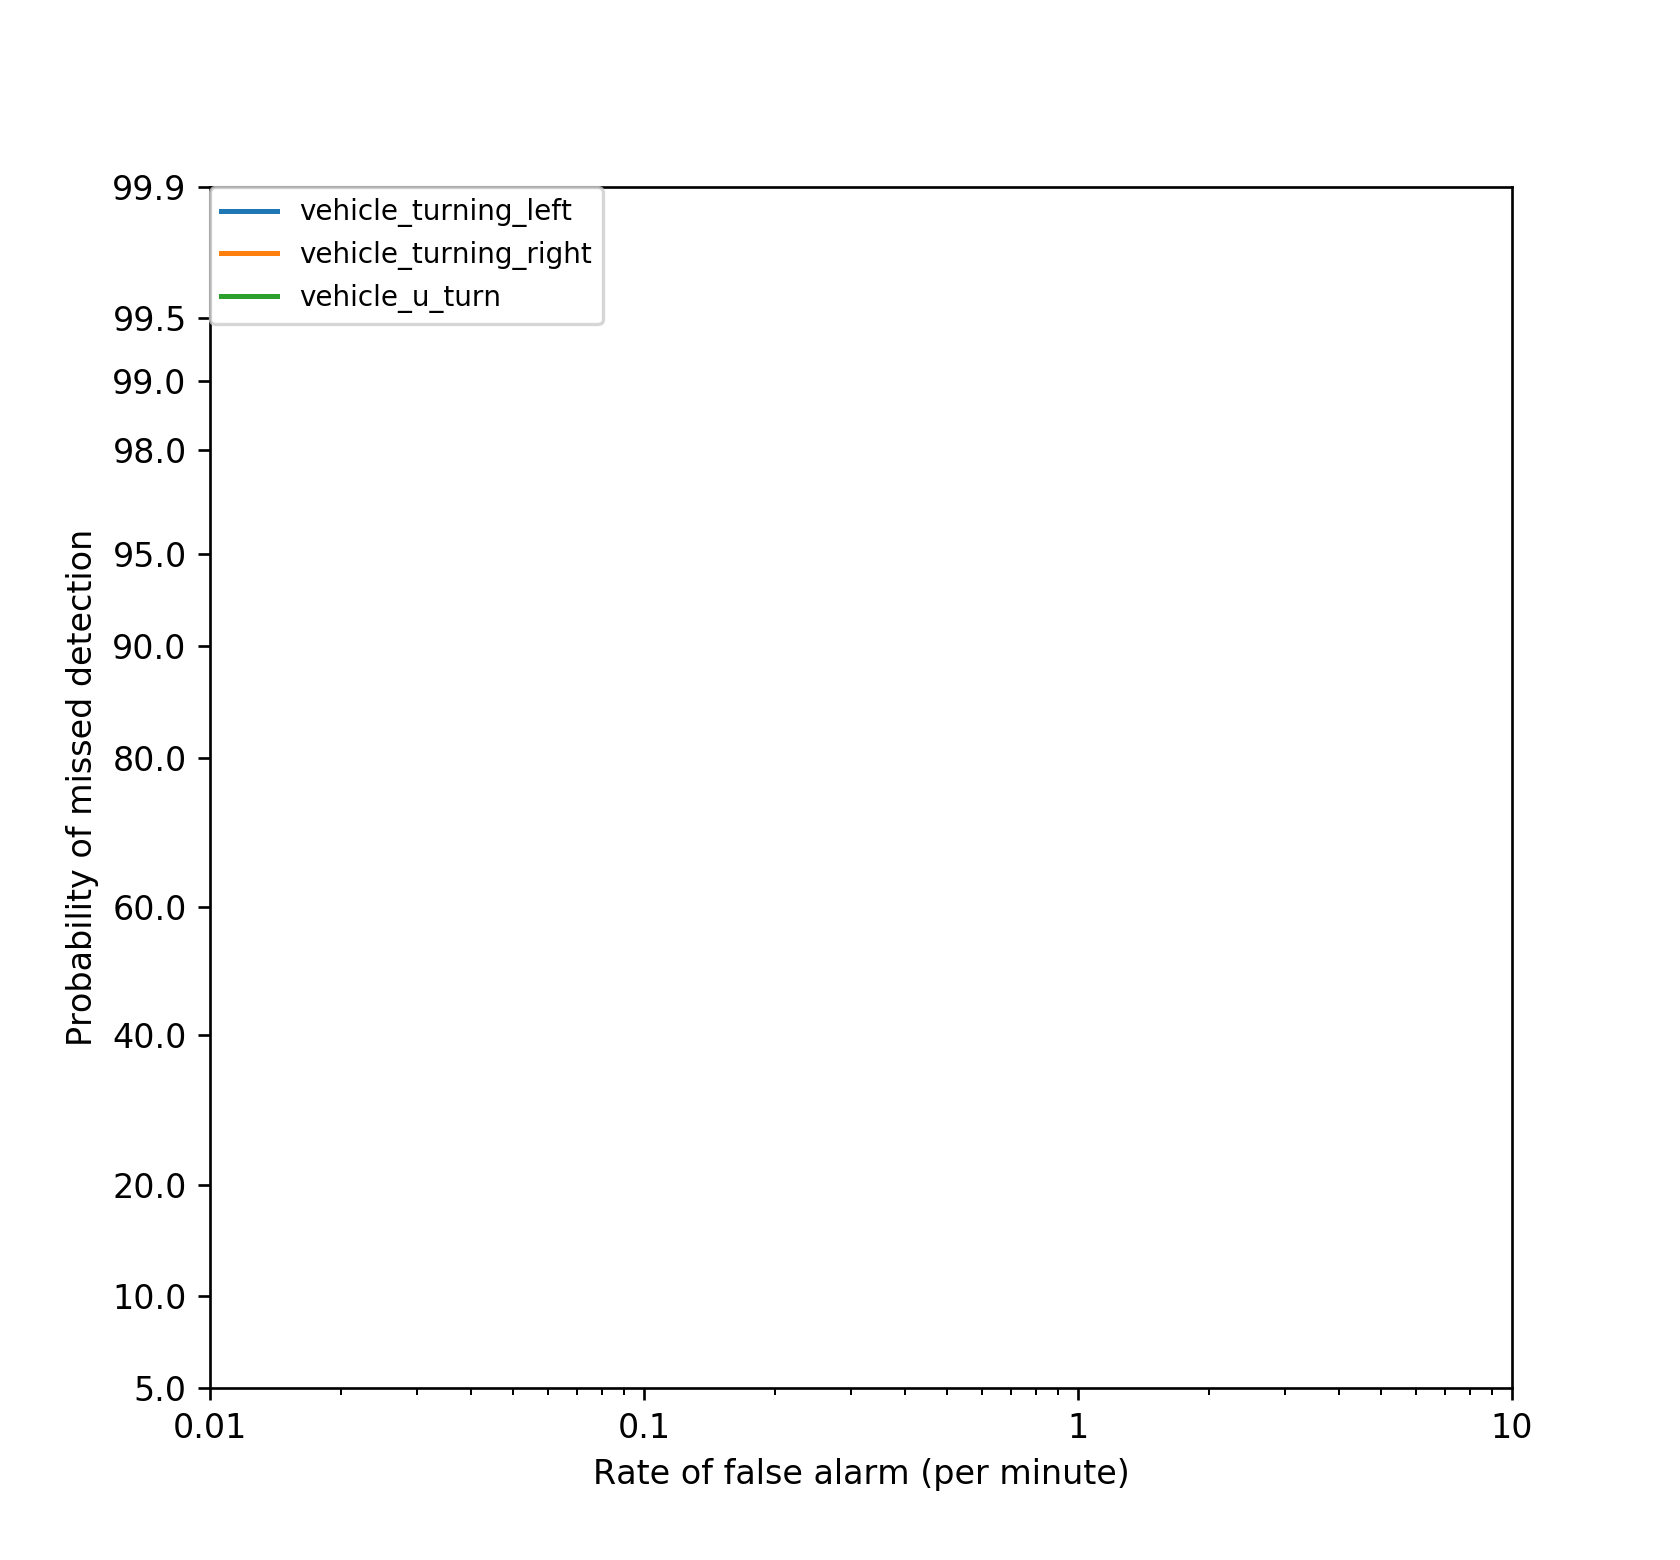 99.9
99.5
99.0
98.0
95.0
90.0
80.0
60.0
40.0
20.0
10.0
5.0
Probability of missed detection
vehicle_turning_left
vehicle_turning_right
vehicle_u_turn
0.01 0.1 1 10
Rate of false alarm (per minute)